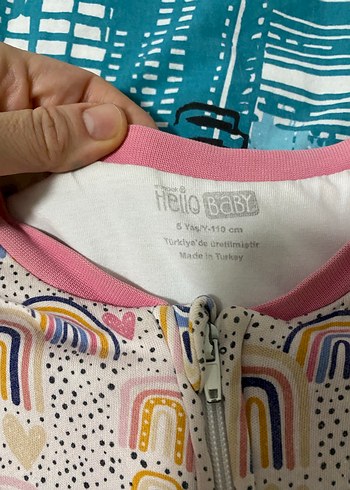 Hello BABY
5 Yaş/Y-110 cm
Türkiye'de üretilmiştir
Made in Turkey